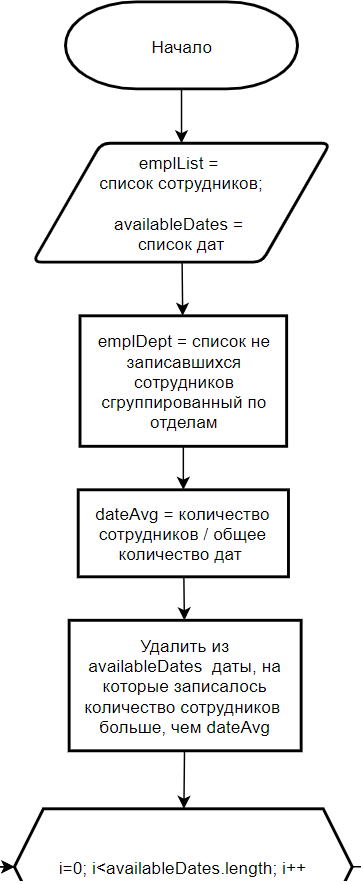 Начало
emplList =
список сотрудников;
availableDates =
список дат
emplDept = список не
записавшихся
сотрудников
сгруппированный по
отделам
dateAvg = количество
сотрудников / общее
количество дат
Удалить из
availableDates даты, на
которые записалось
количество сотрудников
больше, чем dateAvg
i=0; i<availableDates.length; i++